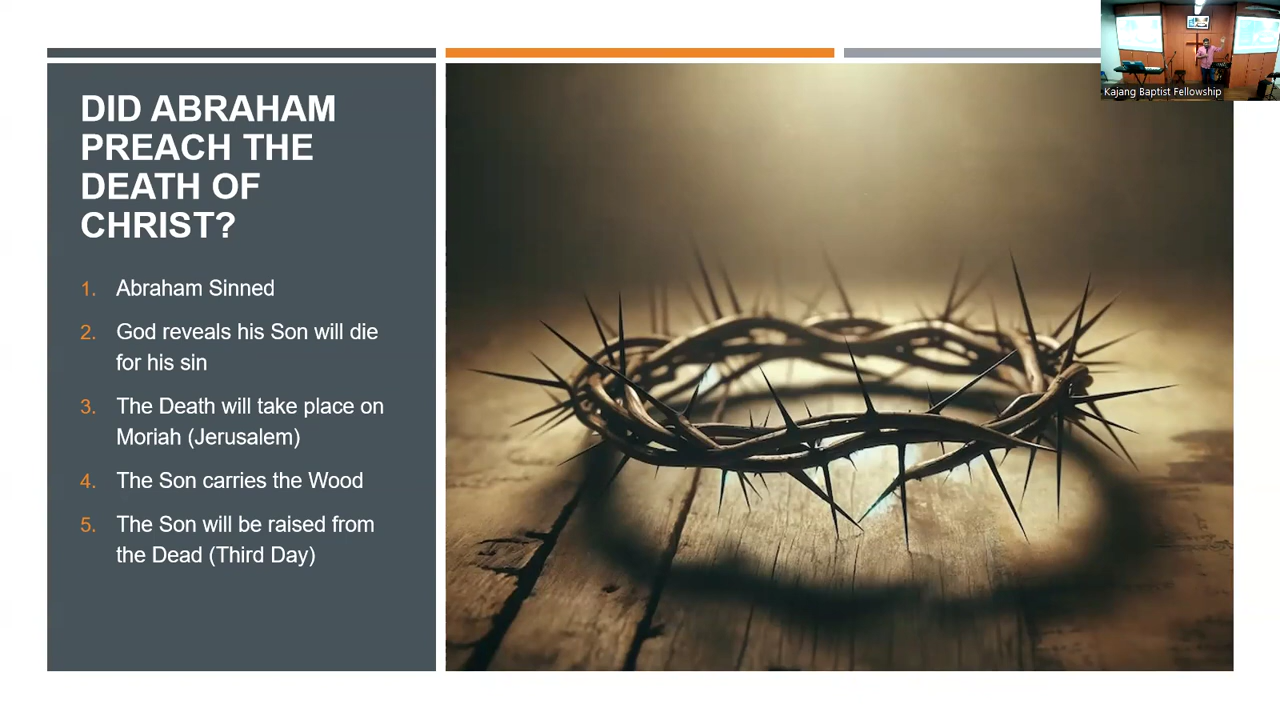 DID ABRAHAM
PREACH THE
DEATH OF
CHRIST?
1. Abraham Sinned
2. God reveals his Son will die
for his sin
3. The Death will take place on
Moriah (Jerusalem)
4. The Son carries the Wood
5. The Son will be raised from
the Dead (Third Day)
Kajang Baptist Fellowship